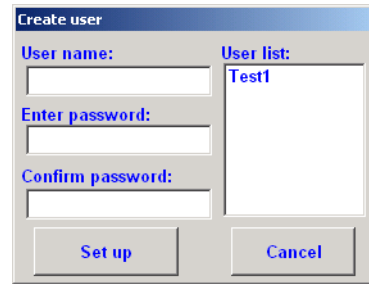 Create user
User name:
User list:
Test1
Enter password:
Confirm password:
Set up
Cancel